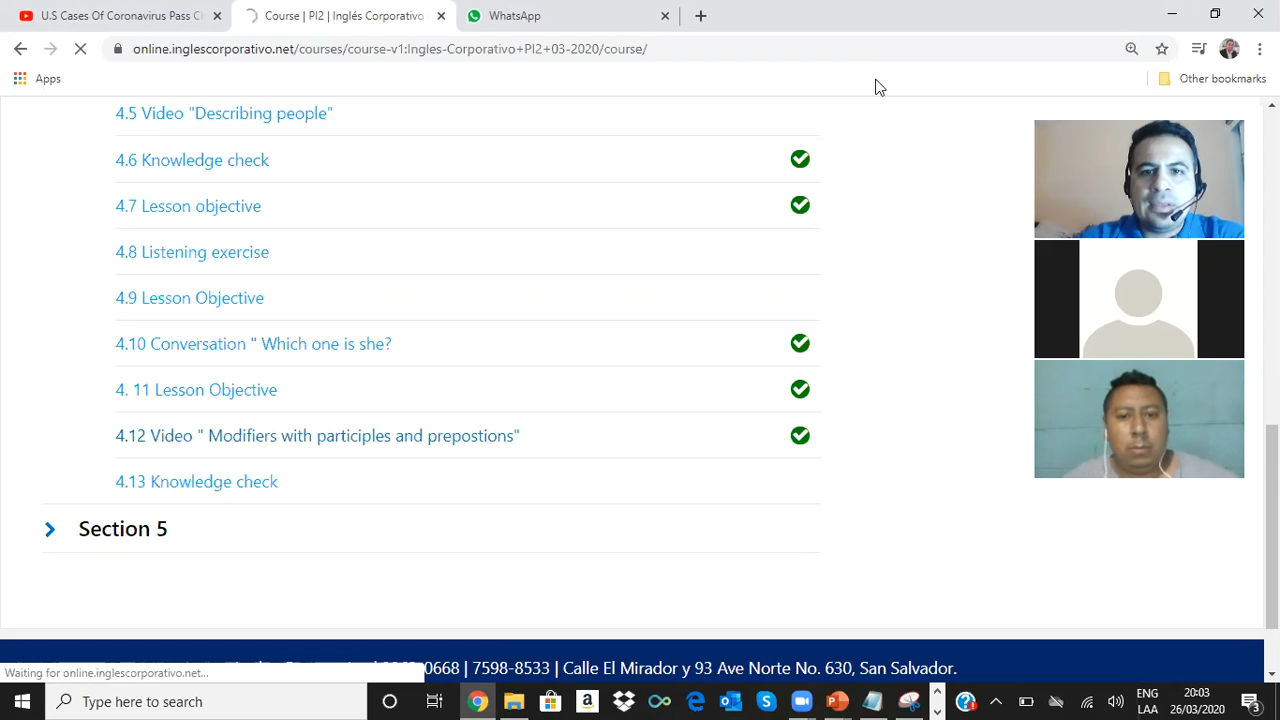 U.S Cases Of Coronavirus Pass C
Course | PI2 | Inglés Corporativo
WhatsApp
online.inglescorporativo.net/courses/course-v1:Ingles-Corporativo+PI2+03-2020/course/
Apps
Other bookmarks
4.5 Video "Describing people"
4.6 Knowledge check
4.7 Lesson objective
4.8 Listening exercise
4.9 Lesson Objective
4.10 Conversation " Which one is she?
4. 11 Lesson Objective
4.12 Video " Modifiers with participles and prepostions"
4.13 Knowledge check
Section 5
0668 | 7598-8533 | Calle El Mirador y 93 Ave Norte No. 630, San Salvador.
Waiting for online.inglescorporativo.net...
Type here to search
ENG
LAA
20:03
26/03/2020
3